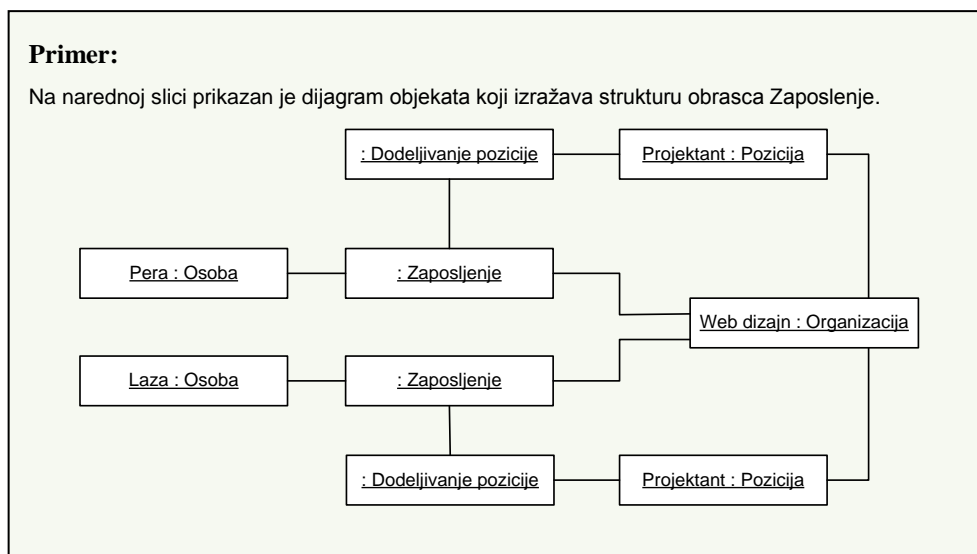 Primer:
Na narednoj slici prikazan je dijagram objekata koji izražava strukturu obrasca Zaposlenje.
: Dodeljivanje pozicije
Projektant : Pozicija
Pera : Osoba
: Zaposljenje
Web dizajn : Organizacija
Laza : Osoba
: Zaposljenje
: Dodeljivanje pozicije
Projektant : Pozicija